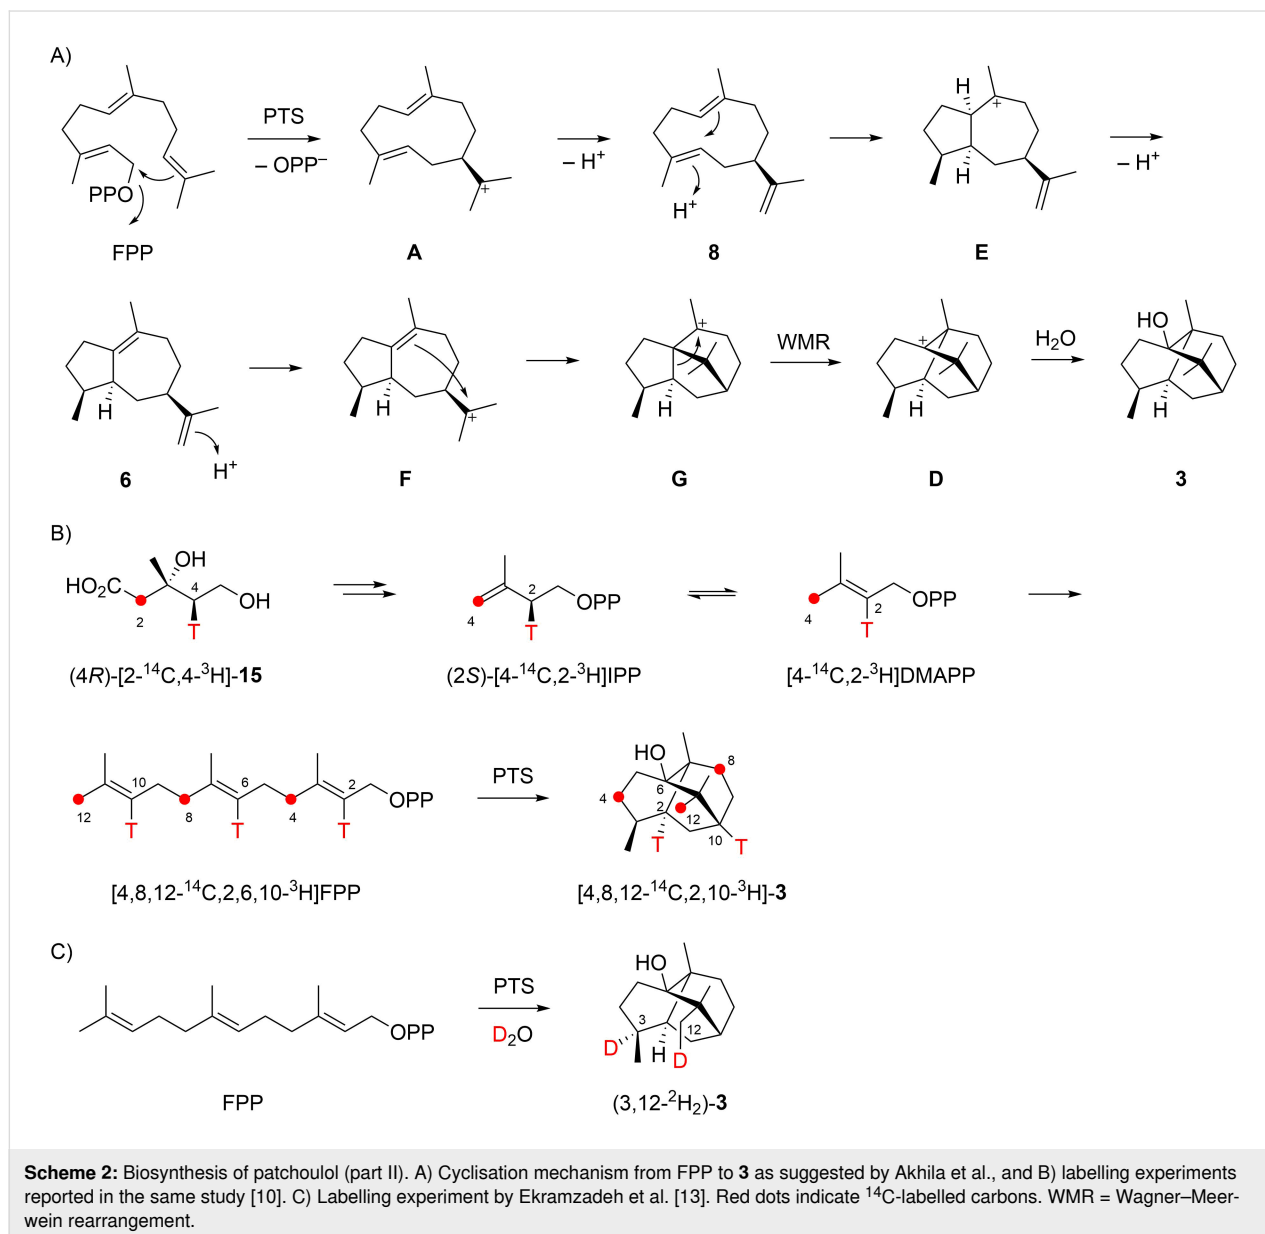 A)
PTS
– OPP⁻
– H⁺
H⁺
H
H
+
– H⁺
PPO
+
FPP
A
8
E
H
H⁺
H
+
+
H
WMR
+
H
H₂O
HO
H
6
F
G
D
3
B)
HO₂C
OH
4
OH
2
T
2
OPP
4
T
OPP
2
4
T
(4R)-[2-¹⁴C,4-³H]-15
(2S)-[4-¹⁴C,2-³H]IPP
[4-¹⁴C,2-³H]DMAPP
10
6
2
OPP
12
8
4
T
T
T
PTS
HO
8
4
6
2
12
10
T
T
[4,8,12-¹⁴C,2,6,10-³H]FPP
[4,8,12-¹⁴C,2,10-³H]-3
C)
OPP
PTS
D₂O
HO
3
12
D
H
D
FPP
(3,12-²H₂)-3
Scheme 2: Biosynthesis of patchoulol (part II). A) Cyclisation mechanism from FPP to 3 as suggested by Akhila et al., and B) labelling experiments
reported in the same study [10]. C) Labelling experiment by Ekramzadeh et al. [13]. Red dots indicate ¹⁴C-labelled carbons. WMR = Wagner–Meer-
wein rearrangement.